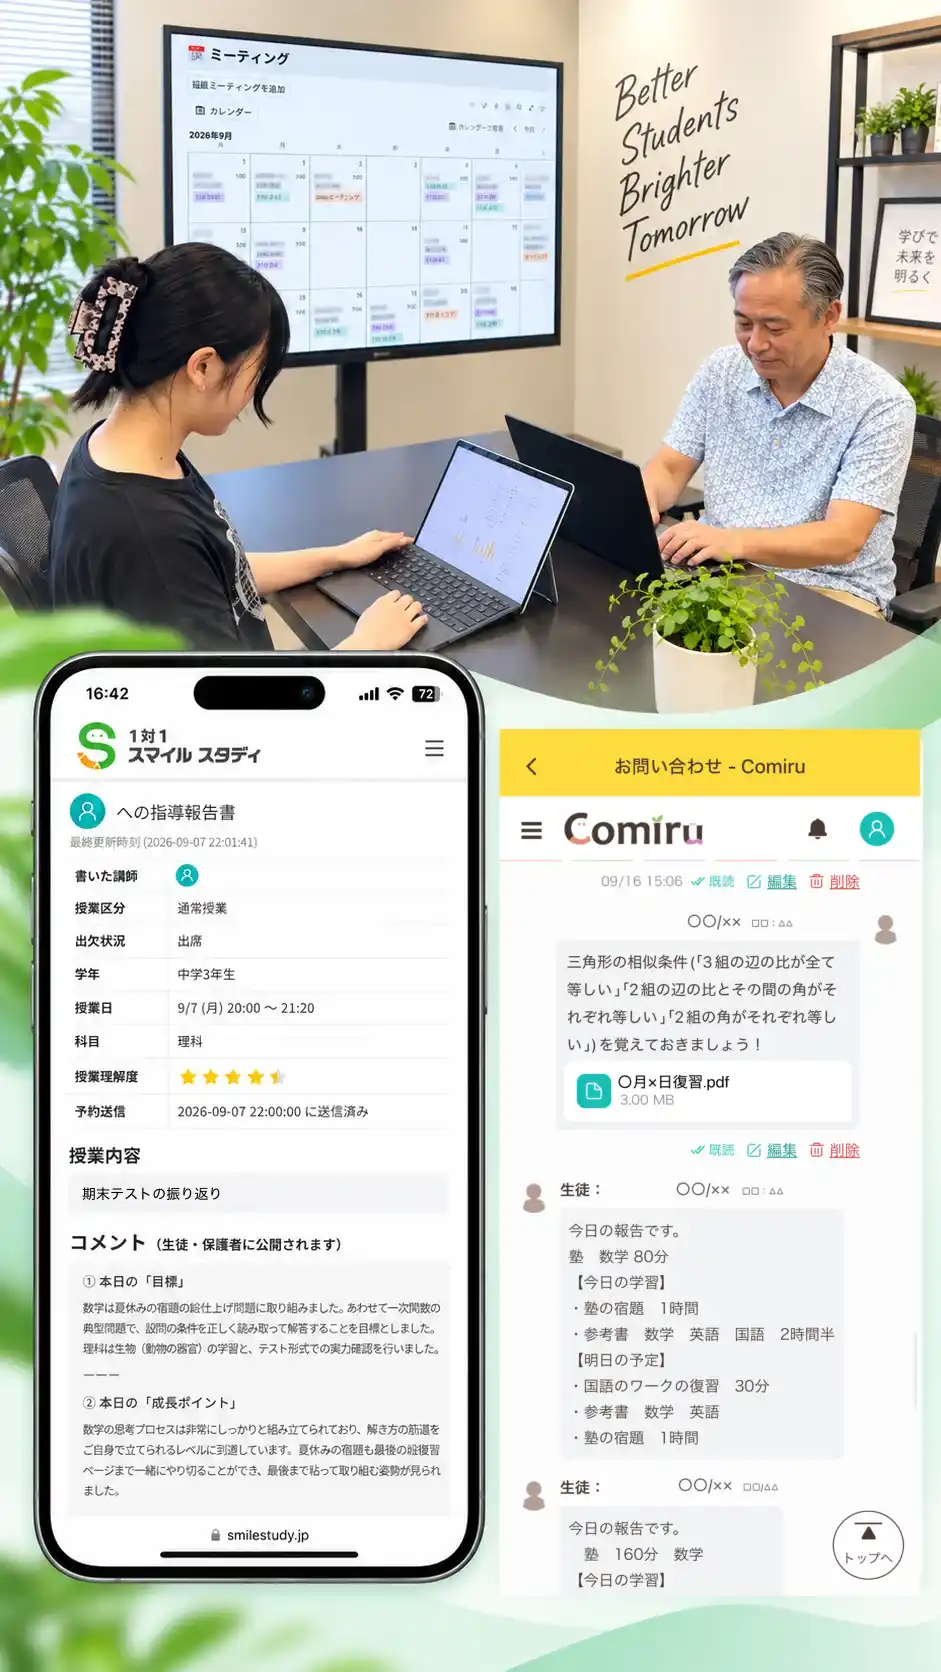 ミーティング
カレンダー
2026年9月
Better
Students
Brighter
Tomorrow
学びで
未来を
明るく
16:42
72
1対1
スマイル スタディ
への指導報告書
最終更新時刻 (2026-09-07 22:01:41)
書いた講師
授業区分 通常授業
出欠状況 出席
学年 中学3年生
授業日 9/7 (月) 20:00 〜 21:20
科目 理科
授業理解度
予約送信 2026-09-07 22:00:00 に送信済み
授業内容
期末テストの振り返り
コメント (生徒・保護者に公開されます)
① 本日の「目標」
数学は夏休みの宿題の総仕上げ問題に取り組みました。あわせて一次関数の
典型問題で、設問の条件を正しく読み取って解答することを目標としました。
理科は生物（動物の器官）の学習と、テスト形式での実力確認を行いました。
ーーー
② 本日の「成長ポイント」
数学の思考プロセスは非常にしっかりと組み立てられており、解き方の筋道を
ご自身で立てられるレベルに到達しています。夏休みの宿題も最後の
ページまで一緒にやり切ることができ、最後まで粘って取り組む姿勢が見られ
ました。
smilestudy.jp
お問い合わせ - Comiru
Comiru
09/16 15:06 既読 編集 削除
〇〇/×× □□：△△
三角形の相似条件(「3組の辺の比が全て
等しい」「2組の辺の比とその間の角がそ
れぞれ等しい」「2組の角がそれぞれ等し
い」)を覚えておきましょう！
〇月×日復習.pdf
3.00 MB
既読 編集 削除
生徒： 〇〇/×× □□：△△
今日の報告です。
塾 数学 80分
【今日の学習】
・塾の宿題 1時間
・参考書 数学 英語 国語 2時間半
【明日の予定】
・国語のワークの復習 30分
・参考書 数学 英語
・塾の宿題 1時間
生徒： 〇〇/×× □□/△△
今日の報告です。
塾 160分 数学
【今日の学習】
トップへ